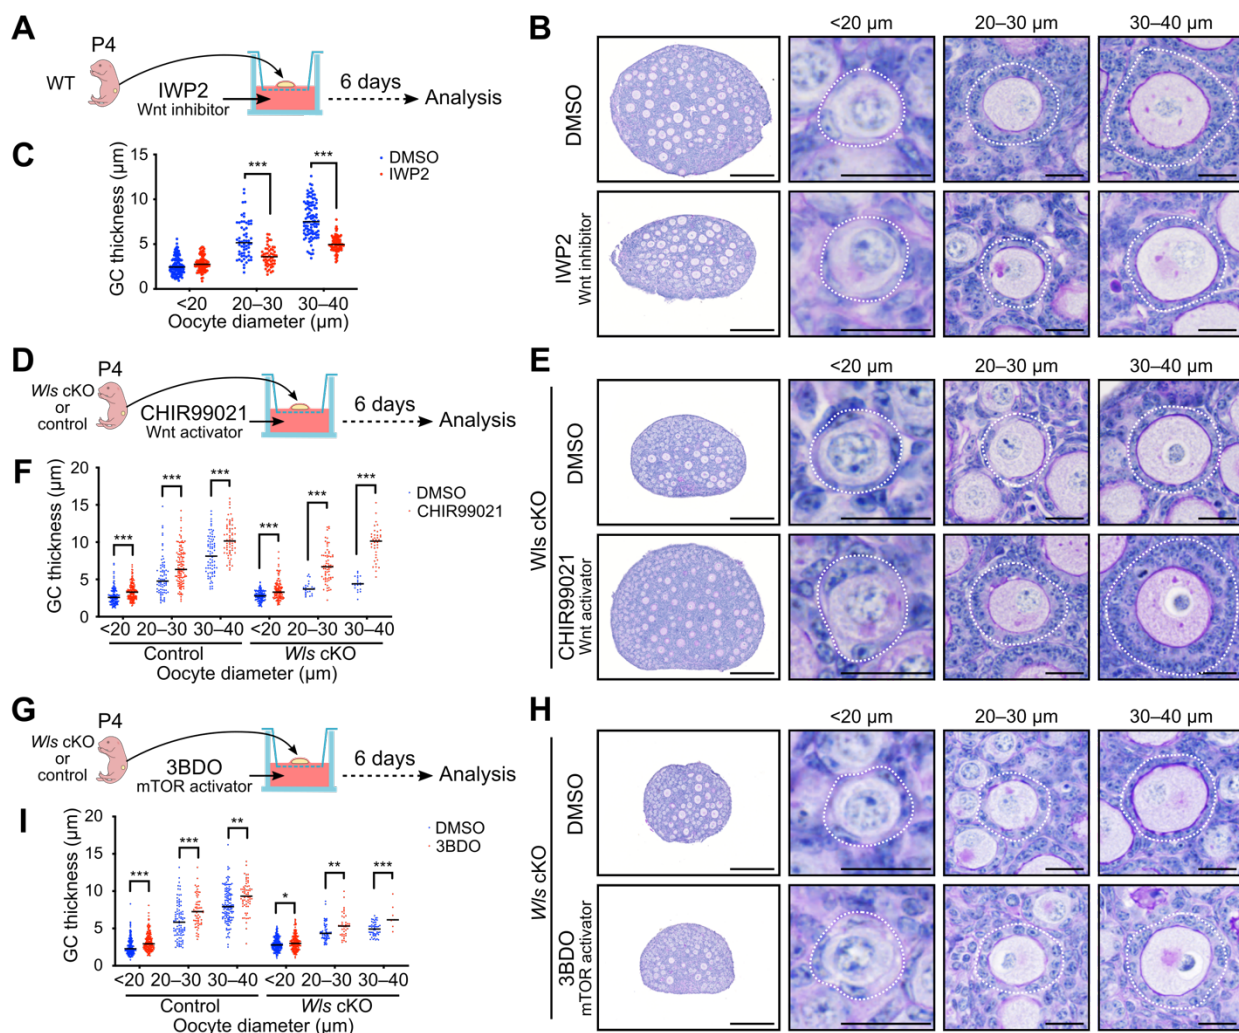 A
P4
WT
IWP2
Wnt inhibitor
6 days
Analysis
B
<20 µm
20–30 µm
30–40 µm
DMSO
IWP2
Wnt inhibitor
C
GC thickness (µm)
15
10
5
0
***
***
DMSO
IWP2
<20
20–30
30–40
Oocyte diameter (µm)
D
P4
Wls cKO
or
control
CHIR99021
Wnt activator
6 days
Analysis
E
<20 µm
20–30 µm
30–40 µm
Wls cKO
DMSO
CHIR99021
Wnt activator
F
GC thickness (µm)
20
15
10
5
0
***
***
***
***
***
***
DMSO
CHIR99021
<20
20–30
30–40
<20
20–30
30–40
Control
Wls cKO
Oocyte diameter (µm)
G
P4
Wls cKO
or
control
3BDO
mTOR activator
6 days
Analysis
H
<20 µm
20–30 µm
30–40 µm
Wls cKO
DMSO
3BDO
mTOR activator
I
GC thickness (µm)
20
15
10
5
0
***
***
**
*
**
***
DMSO
3BDO
<20
20–30
30–40
<20
20–30
30–40
Control
Wls cKO
Oocyte diameter (µm)